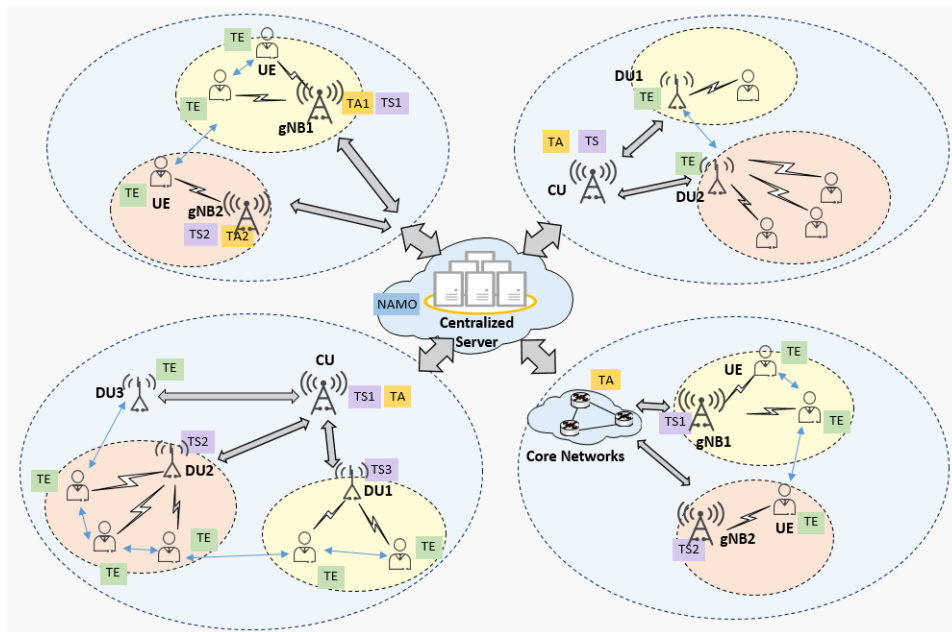 TE
UE
TE
TA1 TS1
gNB1
TE
UE
gNB2
TS2 TA2
DU1
TE
TA TS
CU
TE
DU2
NAMO
Centralized
Server
CU
TE
DU3
TS1 TA
TS2
DU2
TE
TS3
DU1
TE
TE
TE
TE
TE
TA
Core Networks
TE
UE
TS1
gNB1
TE
TS2
gNB2
UE
TE